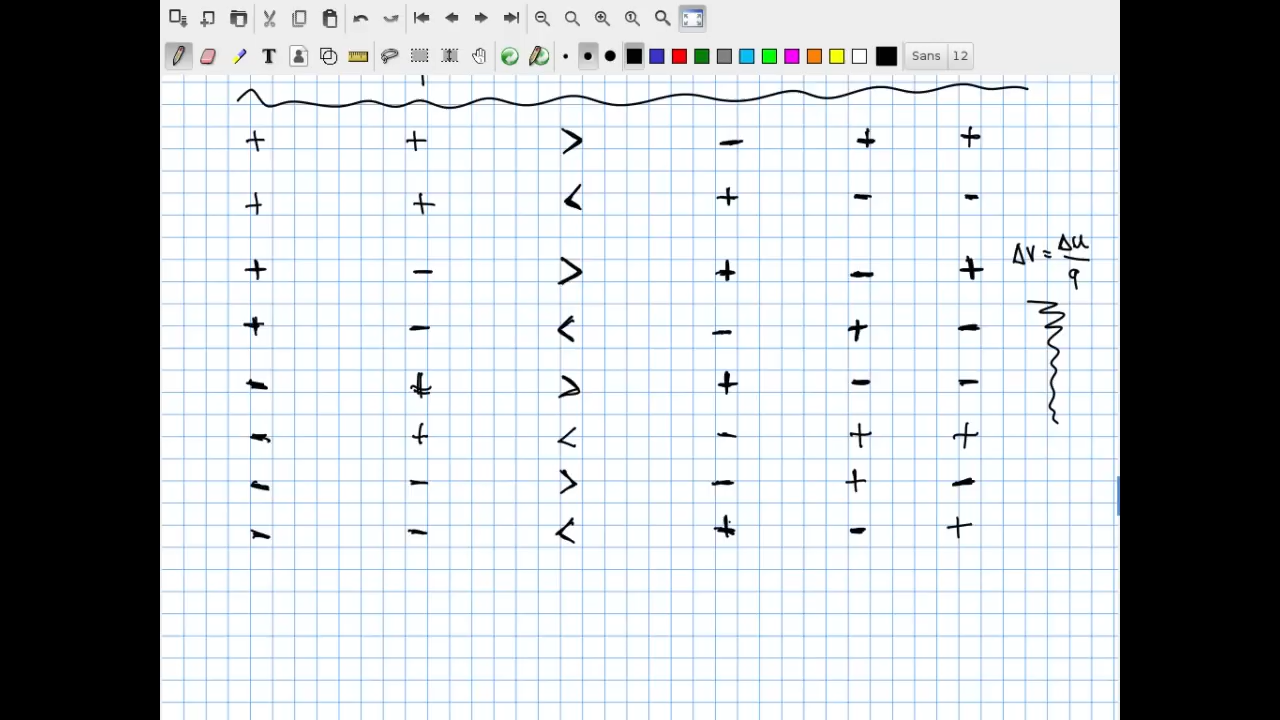 Sans 12
+ + > - + +
+ + < + - -
+ - > + - +
ΔV = Δu/q
+ - < - + -
- + > + - -
- + < - + +
- - > - + -
- - < + - +